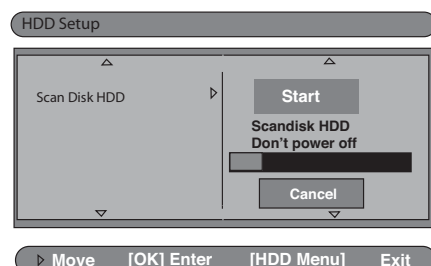 HDD Setup
Scan Disk HDD
Start
Scandisk HDD
Don't power off
Cancel
Move [OK] Enter [HDD Menu] Exit